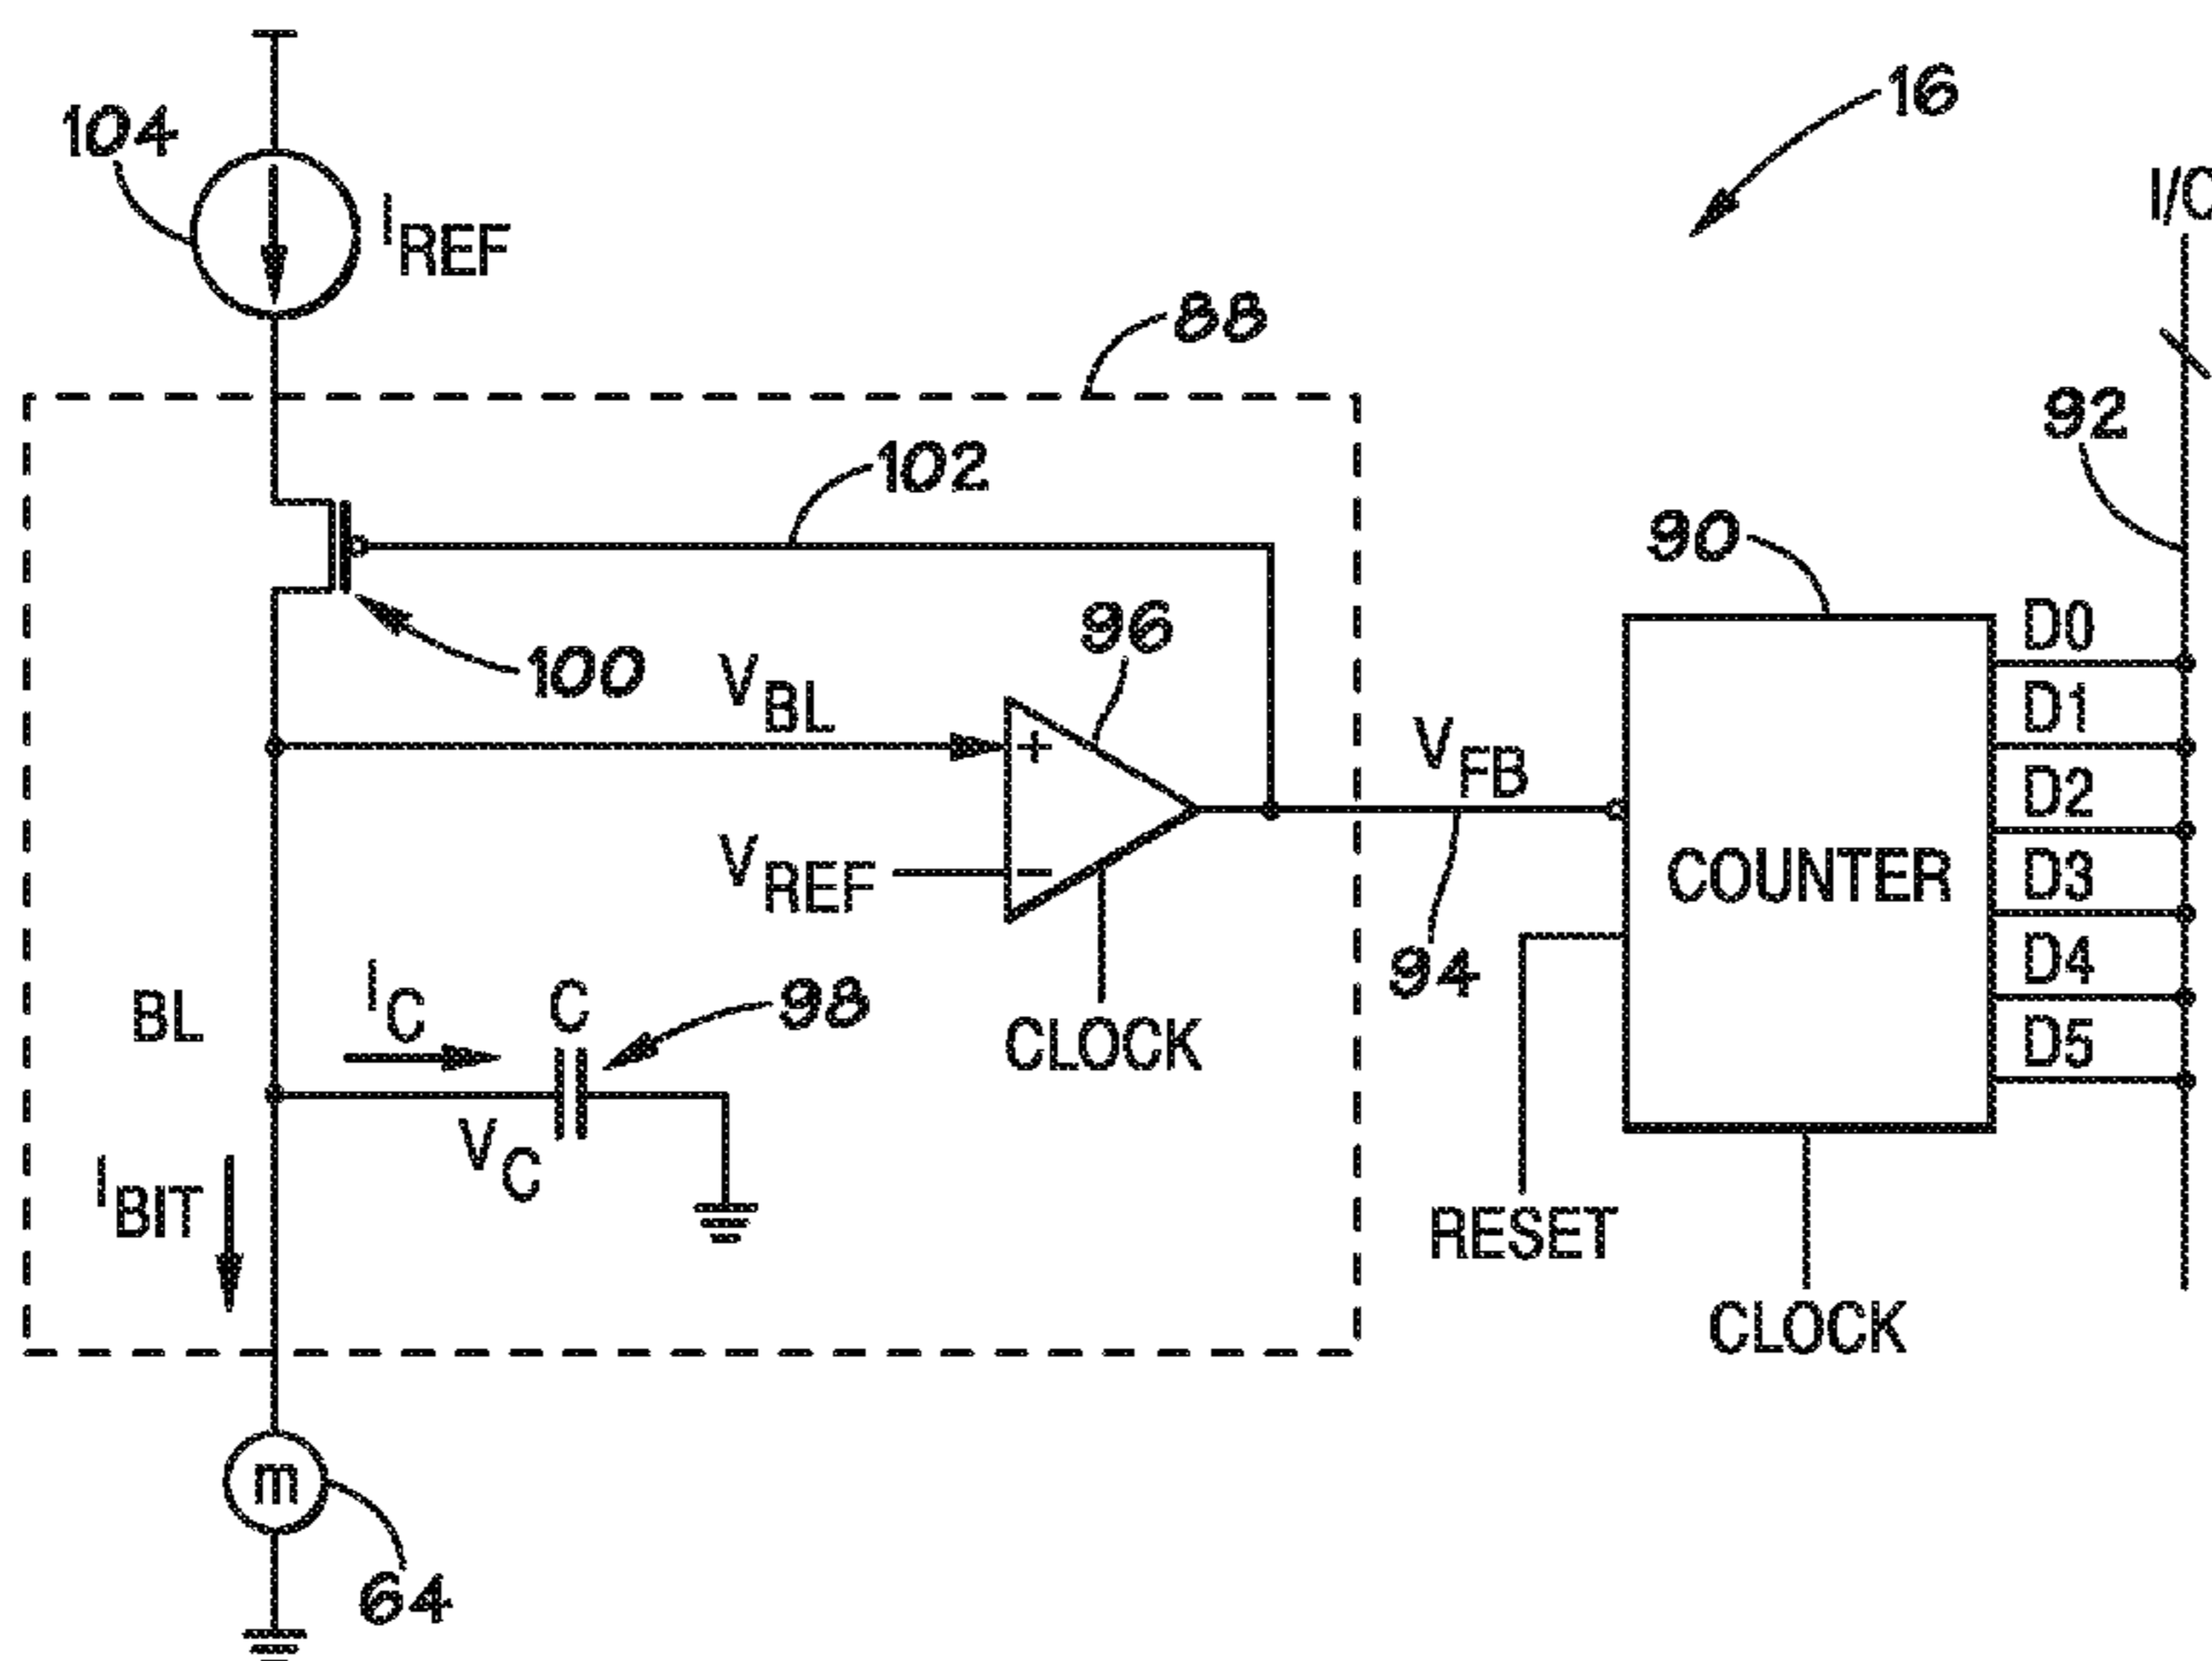 16
104
I/O
IREF
88
92
102
90
96
D0
100
VBL
D1
VFB
+
D2
COUNTER
D3
VREF
−
94
D4
IC
C
98
BL
CLOCK
D5
VC
IBIT
RESET
CLOCK
m
64